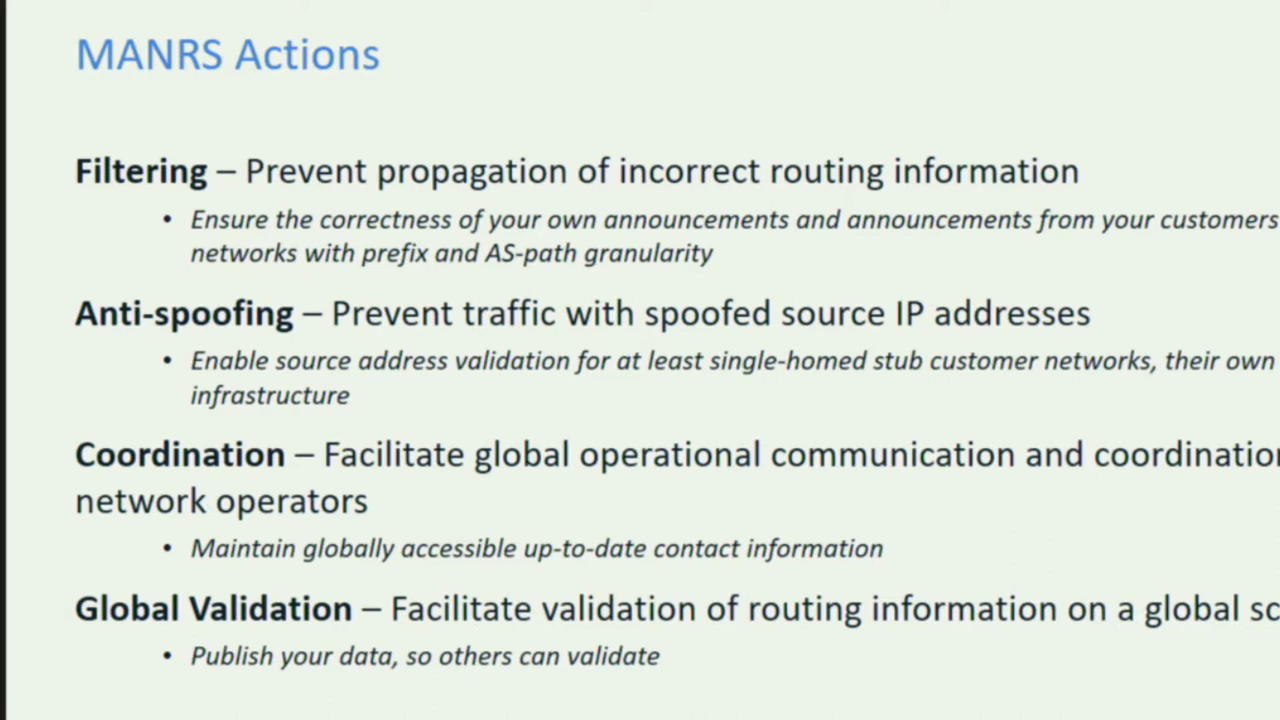 MANRS Actions
Filtering – Prevent propagation of incorrect routing information
• Ensure the correctness of your own announcements and announcements from your customers
networks with prefix and AS-path granularity
Anti-spoofing – Prevent traffic with spoofed source IP addresses
• Enable source address validation for at least single-homed stub customer networks, their own
infrastructure
Coordination – Facilitate global operational communication and coordination
network operators
• Maintain globally accessible up-to-date contact information
Global Validation – Facilitate validation of routing information on a global
• Publish your data, so others can validate